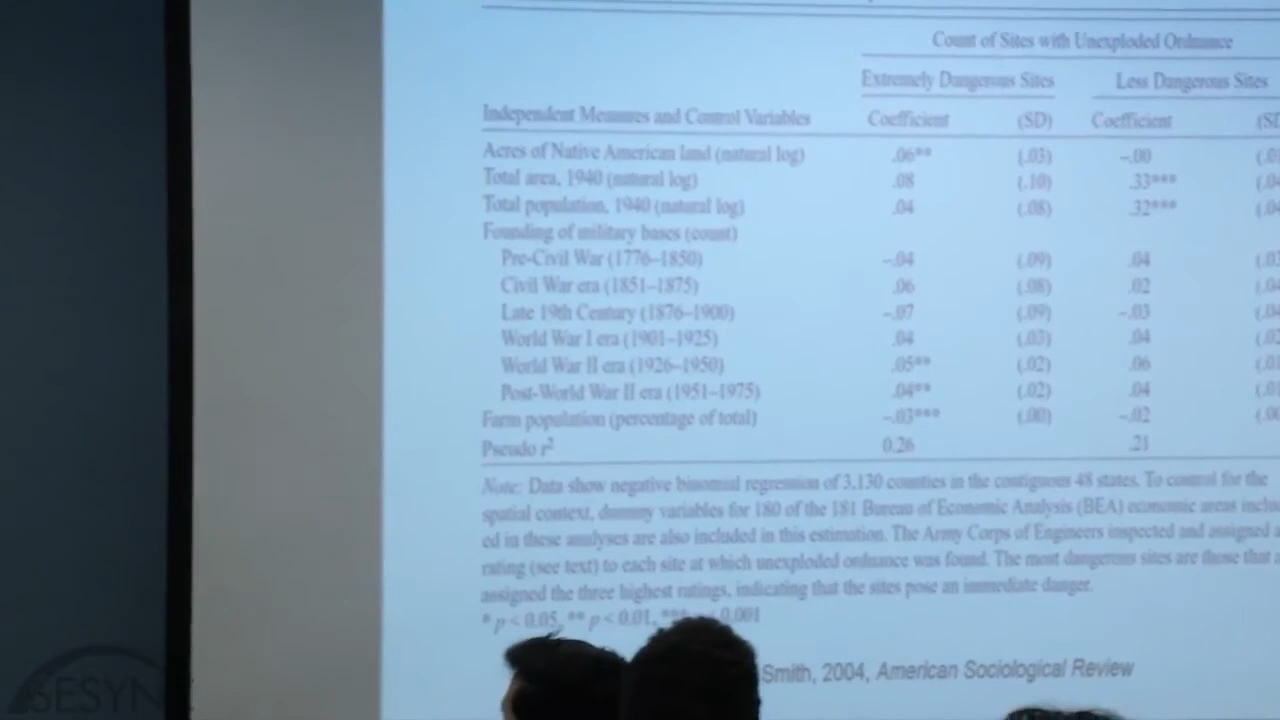 Count of Sites with Unexploded Ordnance
Extremely Dangerous Sites Less Dangerous Sites
Independent Measures and Control Variables Coefficient (SD) Coefficient
Acres of Native American land (natural log) .06** (.03) –.00
Total area, 1940 (natural log) .08 (.10) .33***
Total population, 1940 (natural log) .04 (.08) .32***
Founding of military bases (count)
Pre-Civil War (1776–1850) –.04 (.09) .04
Civil War era (1851–1875) .06 (.08) .02
Late 19th Century (1876–1900) –.07 (.09) –.03
World War I era (1901–1925) .04 (.03) .04
World War II era (1926–1950) .05** (.02) .06
Post-World War II era (1951–1975) .04** (.02) .04
Farm population (percentage of total) –.03*** (.00) –.02
Pseudo r² 0.26 .21
Note: Data show negative binomial regression of 3,130 counties in the contiguous 48 states. To control for the
spatial context, dummy variables for 180 of the 181 Bureau of Economic Analysis (BEA) economic areas inclu
ed in these analyses are also included in this estimation. The Army Corps of Engineers inspected and assigned a
rating (see text) to each site at which unexploded ordnance was found. The most dangerous sites are those that
assigned the three highest ratings, indicating that the sites pose an immediate danger.
* p < 0.05, ** p < 0.01, *** < 0.001
Smith, 2004, American Sociological Review
SESYN